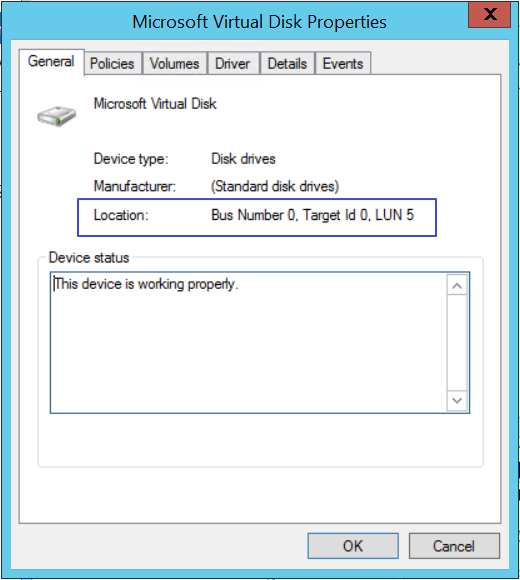 Microsoft Virtual Disk Properties
X
General Policies Volumes Driver Details Events
Microsoft Virtual Disk
Device type: Disk drives
Manufacturer: (Standard disk drives)
Location: Bus Number 0, Target Id 0, LUN 5
Device status
This device is working properly.
OK Cancel